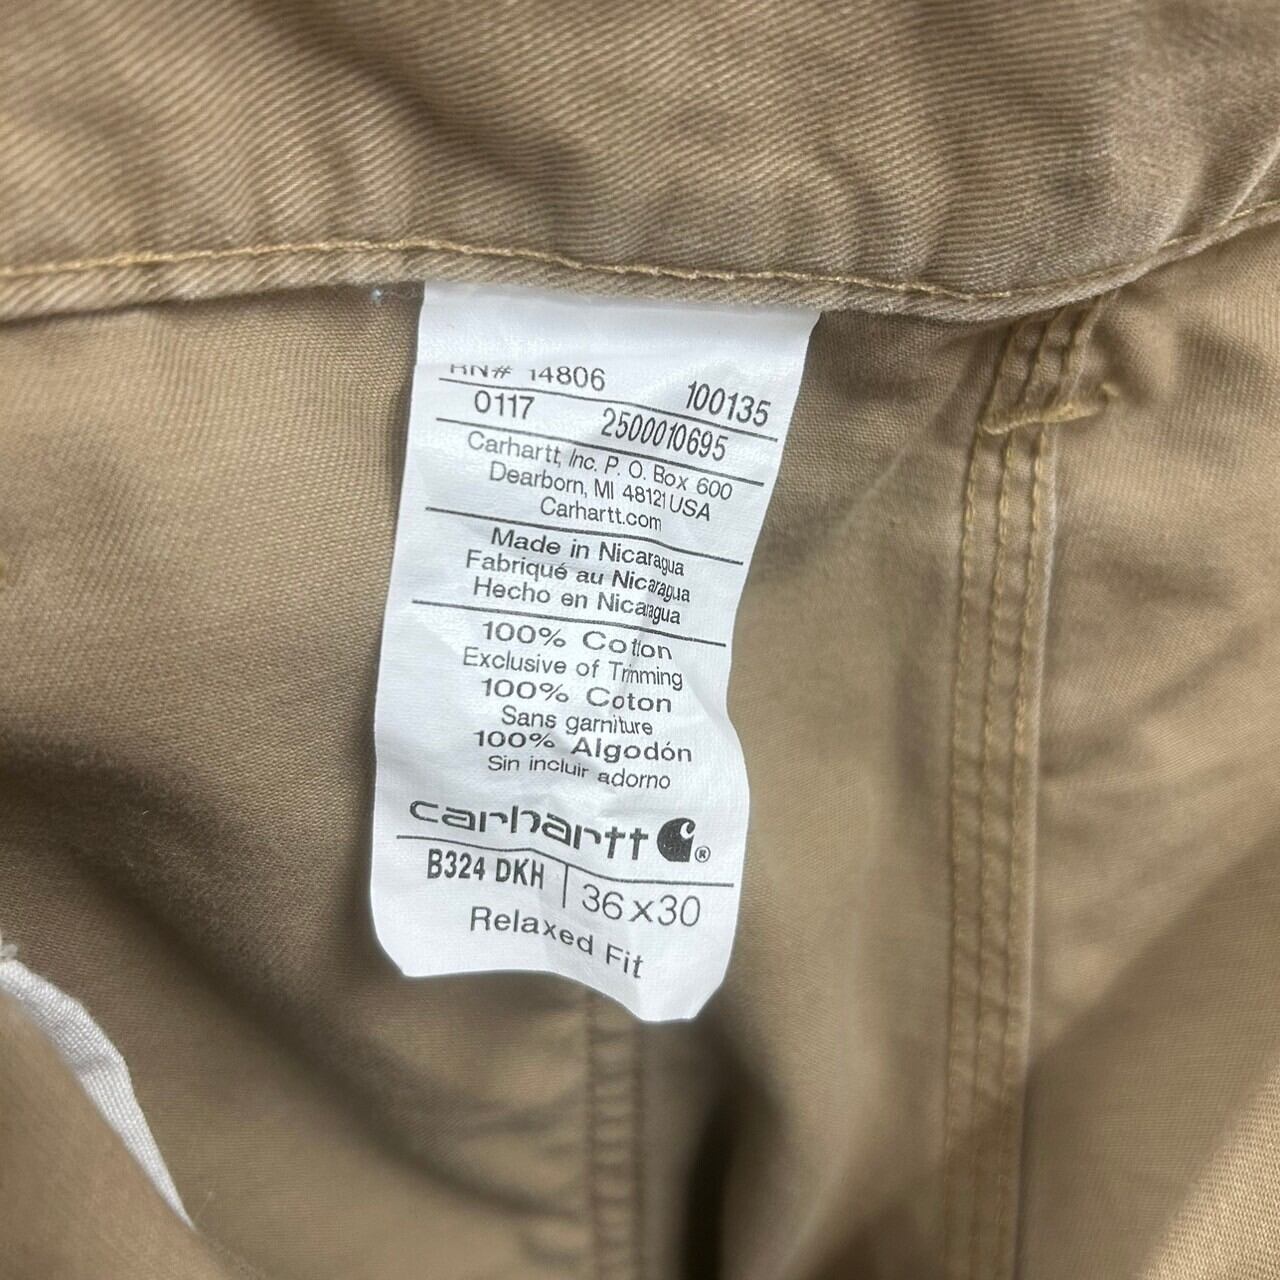 RN# 14806 100135
0117 2500010695
Carhartt, Inc. P. O. Box 600
Dearborn, MI 48121 USA
Carhartt.com
Made in Nicaragua
Fabriqué au Nicaragua
Hecho en Nicaragua
100% Cotton
Exclusive of Trimming
100% Coton
Sans garniture
100% Algodón
Sin incluir adorno
carhartt ®
B324 DKH 36x30
Relaxed Fit